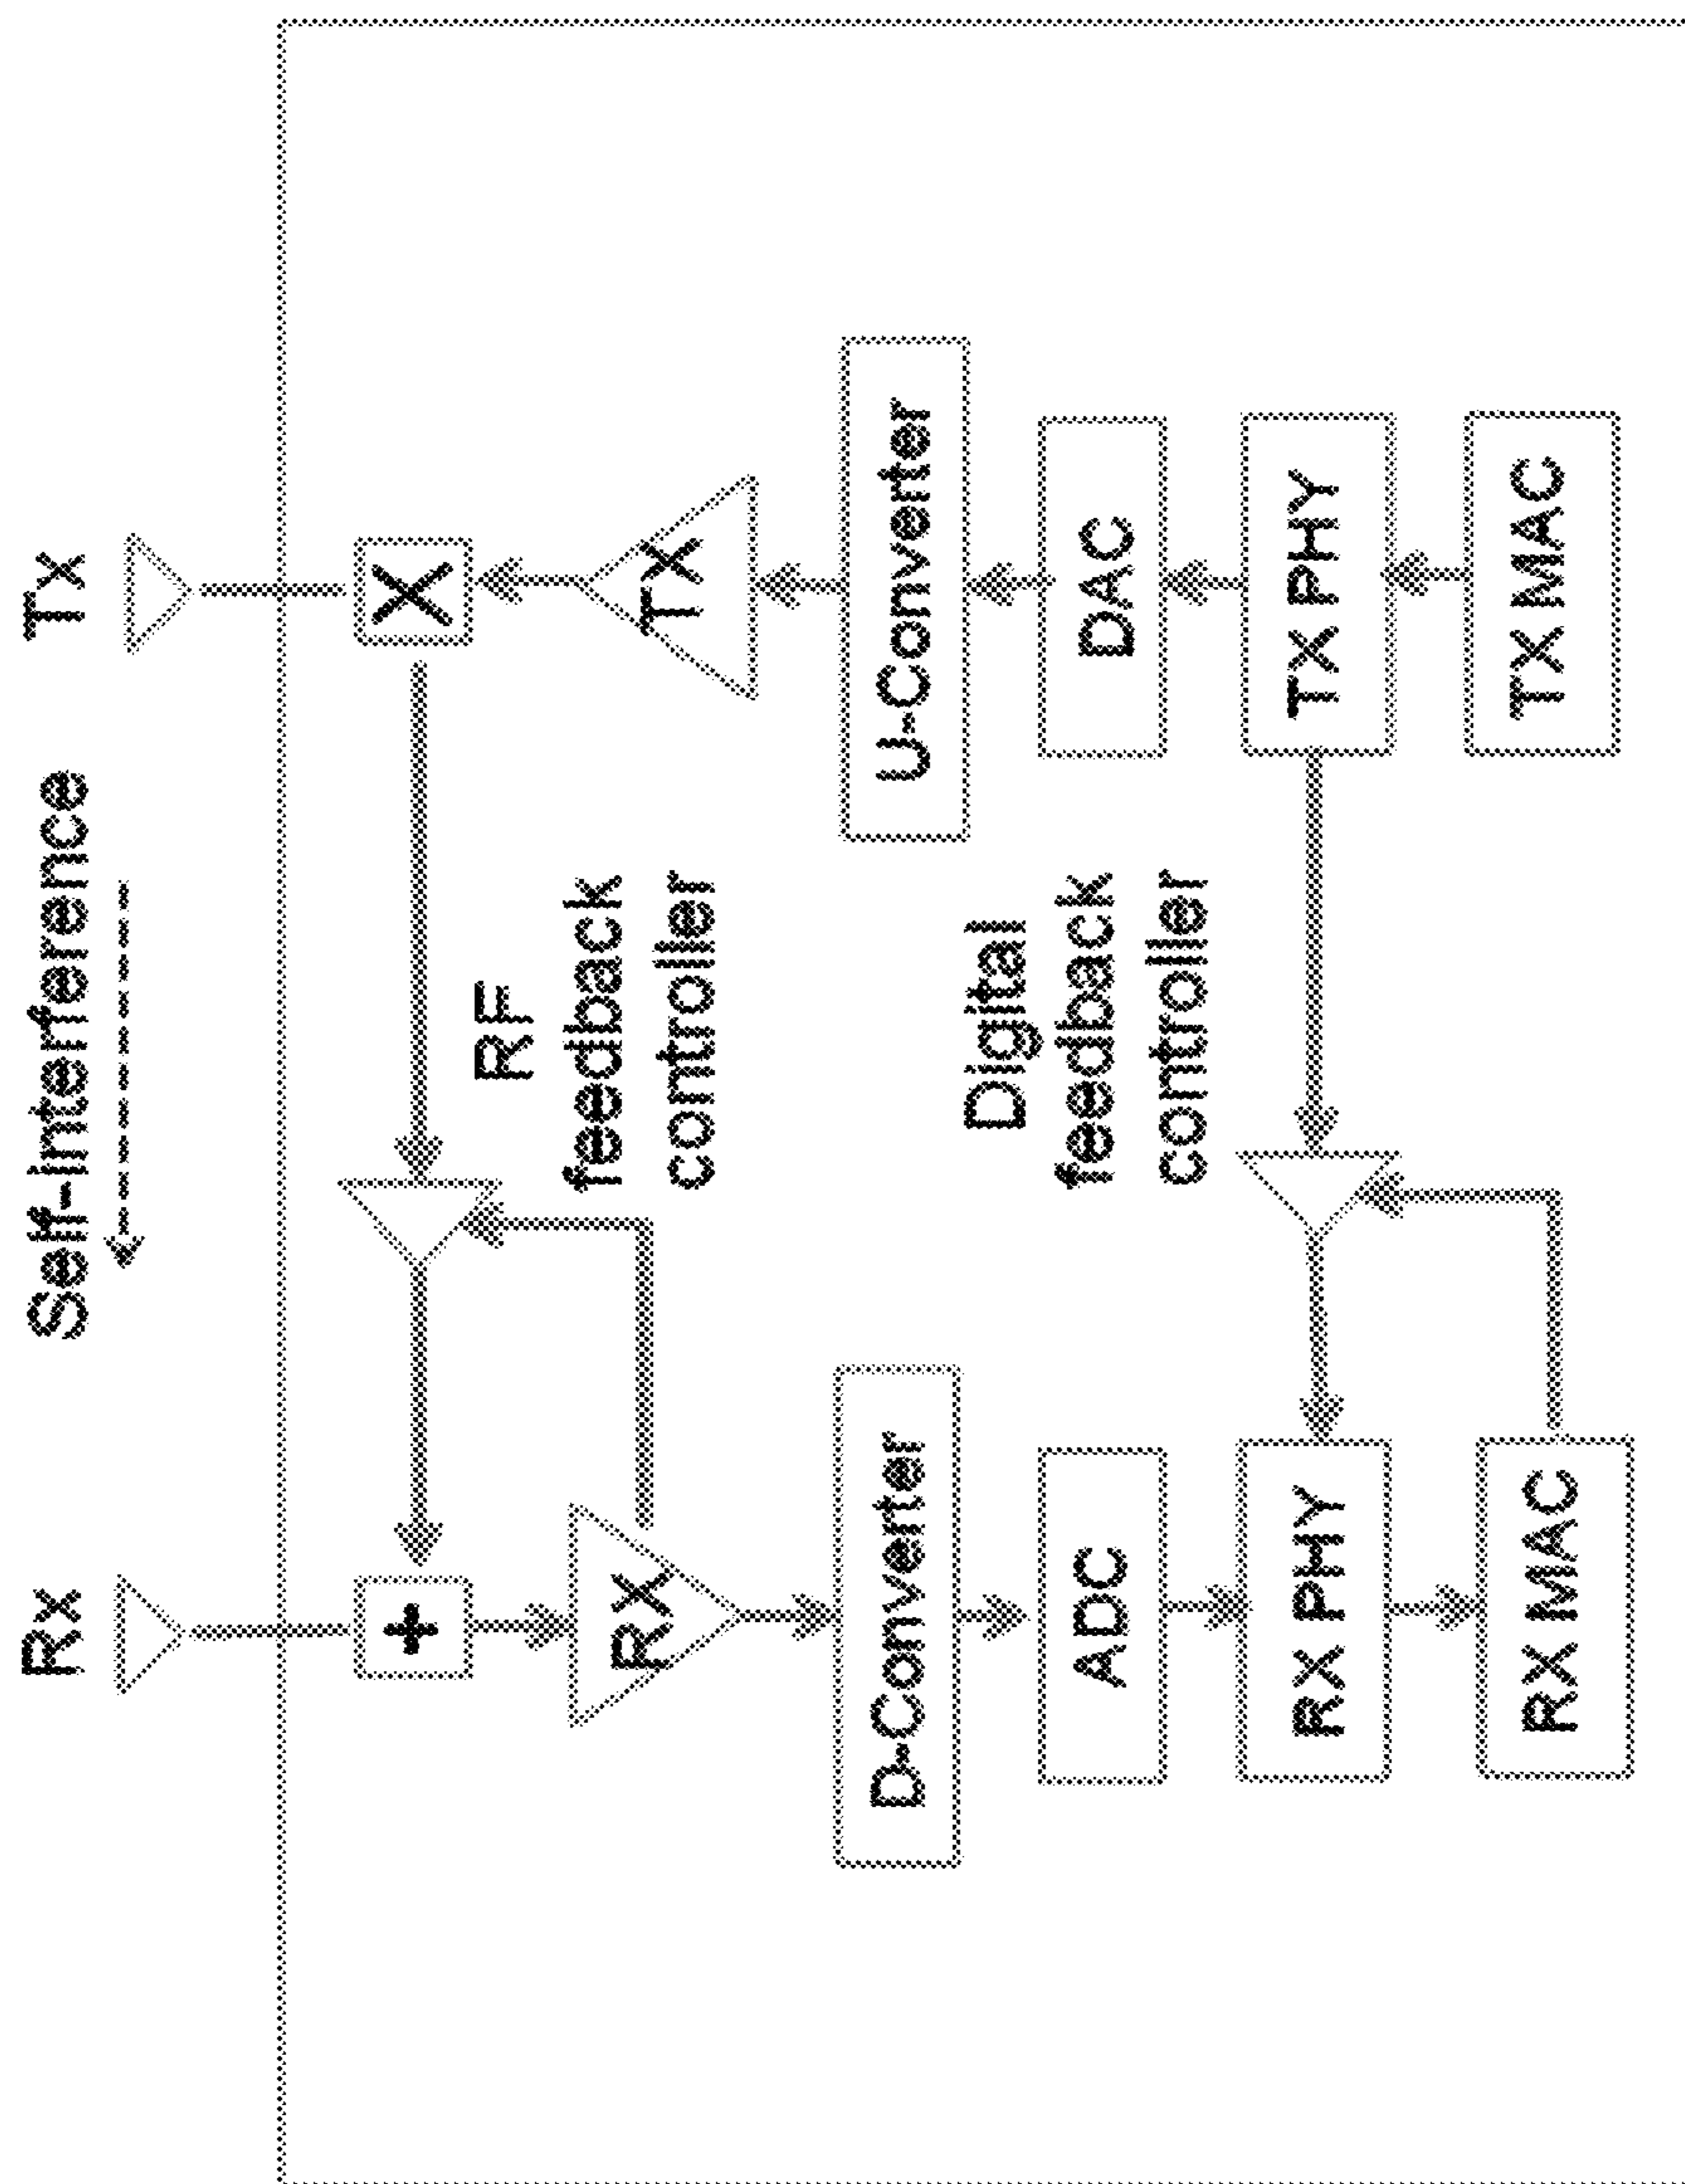 Rx
Self-interference
Tx
+
X
RF
feedback
controller
RX
TX
D-Converter
U-Converter
Digital
feedback
controller
ADC
DAC
RX PHY
TX PHY
RX MAC
TX MAC